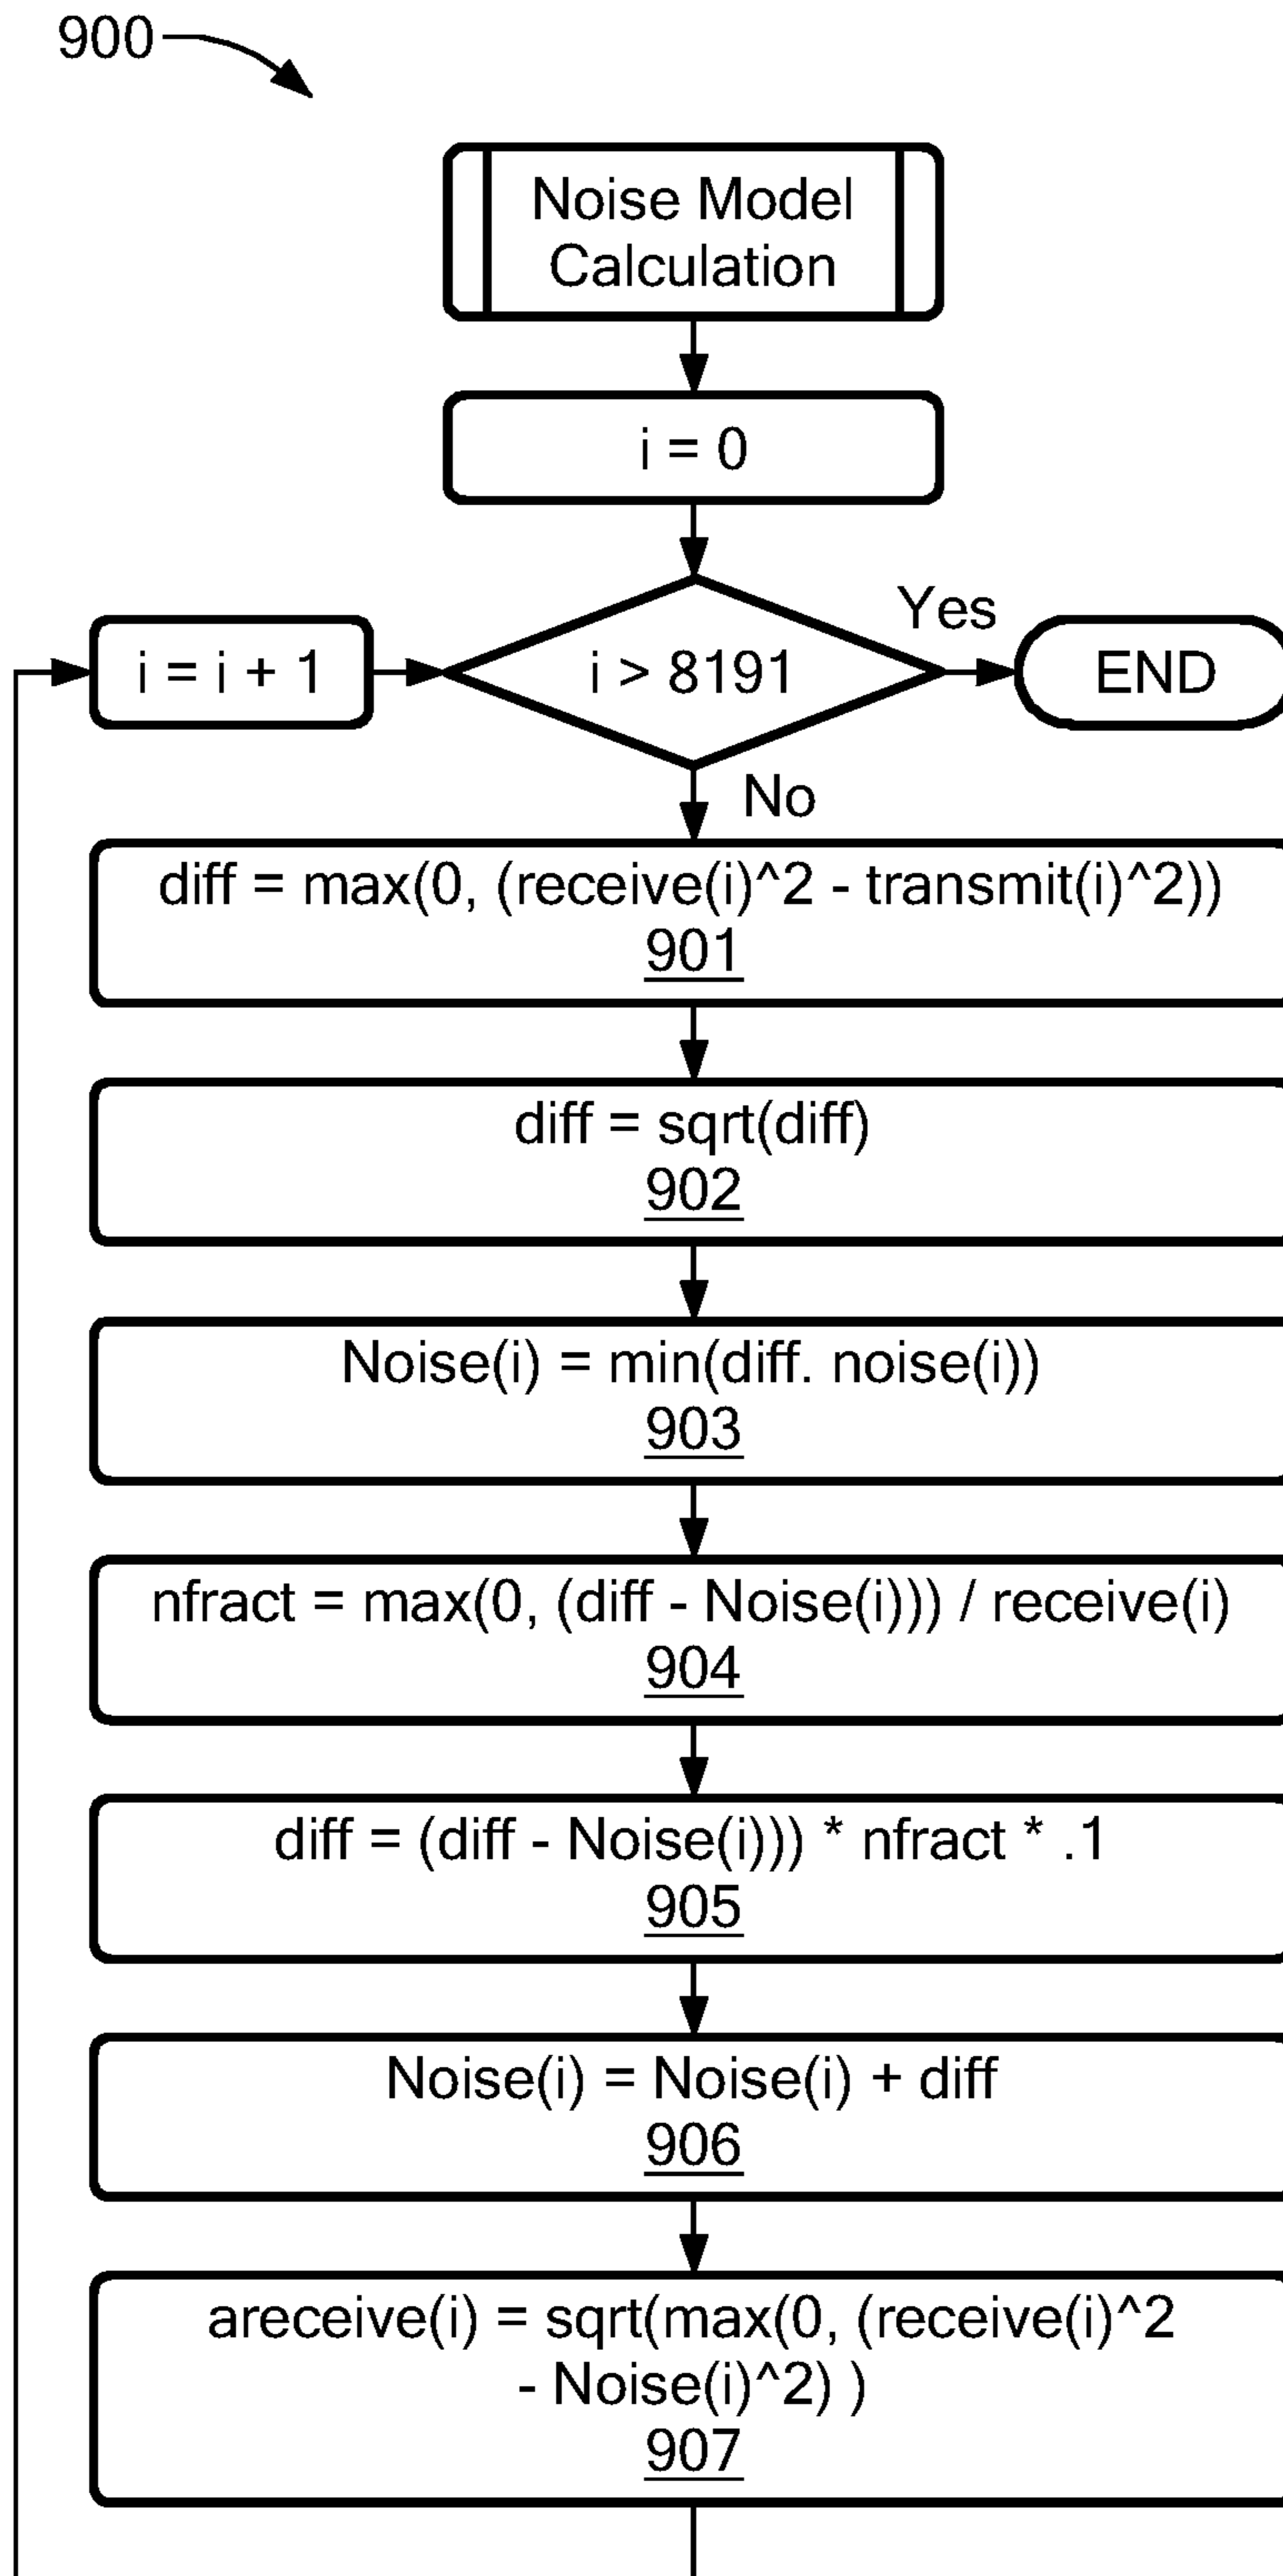 900
Noise Model
Calculation
i = 0
Yes
i = i + 1
i > 8191
END
No
diff = max(0, (receive(i)^2 - transmit(i)^2))
901
diff = sqrt(diff)
902
Noise(i) = min(diff. noise(i))
903
nfract = max(0, (diff - Noise(i))) / receive(i)
904
diff = (diff - Noise(i))) * nfract * .1
905
Noise(i) = Noise(i) + diff
906
areceive(i) = sqrt(max(0, (receive(i)^2
- Noise(i)^2) )
907